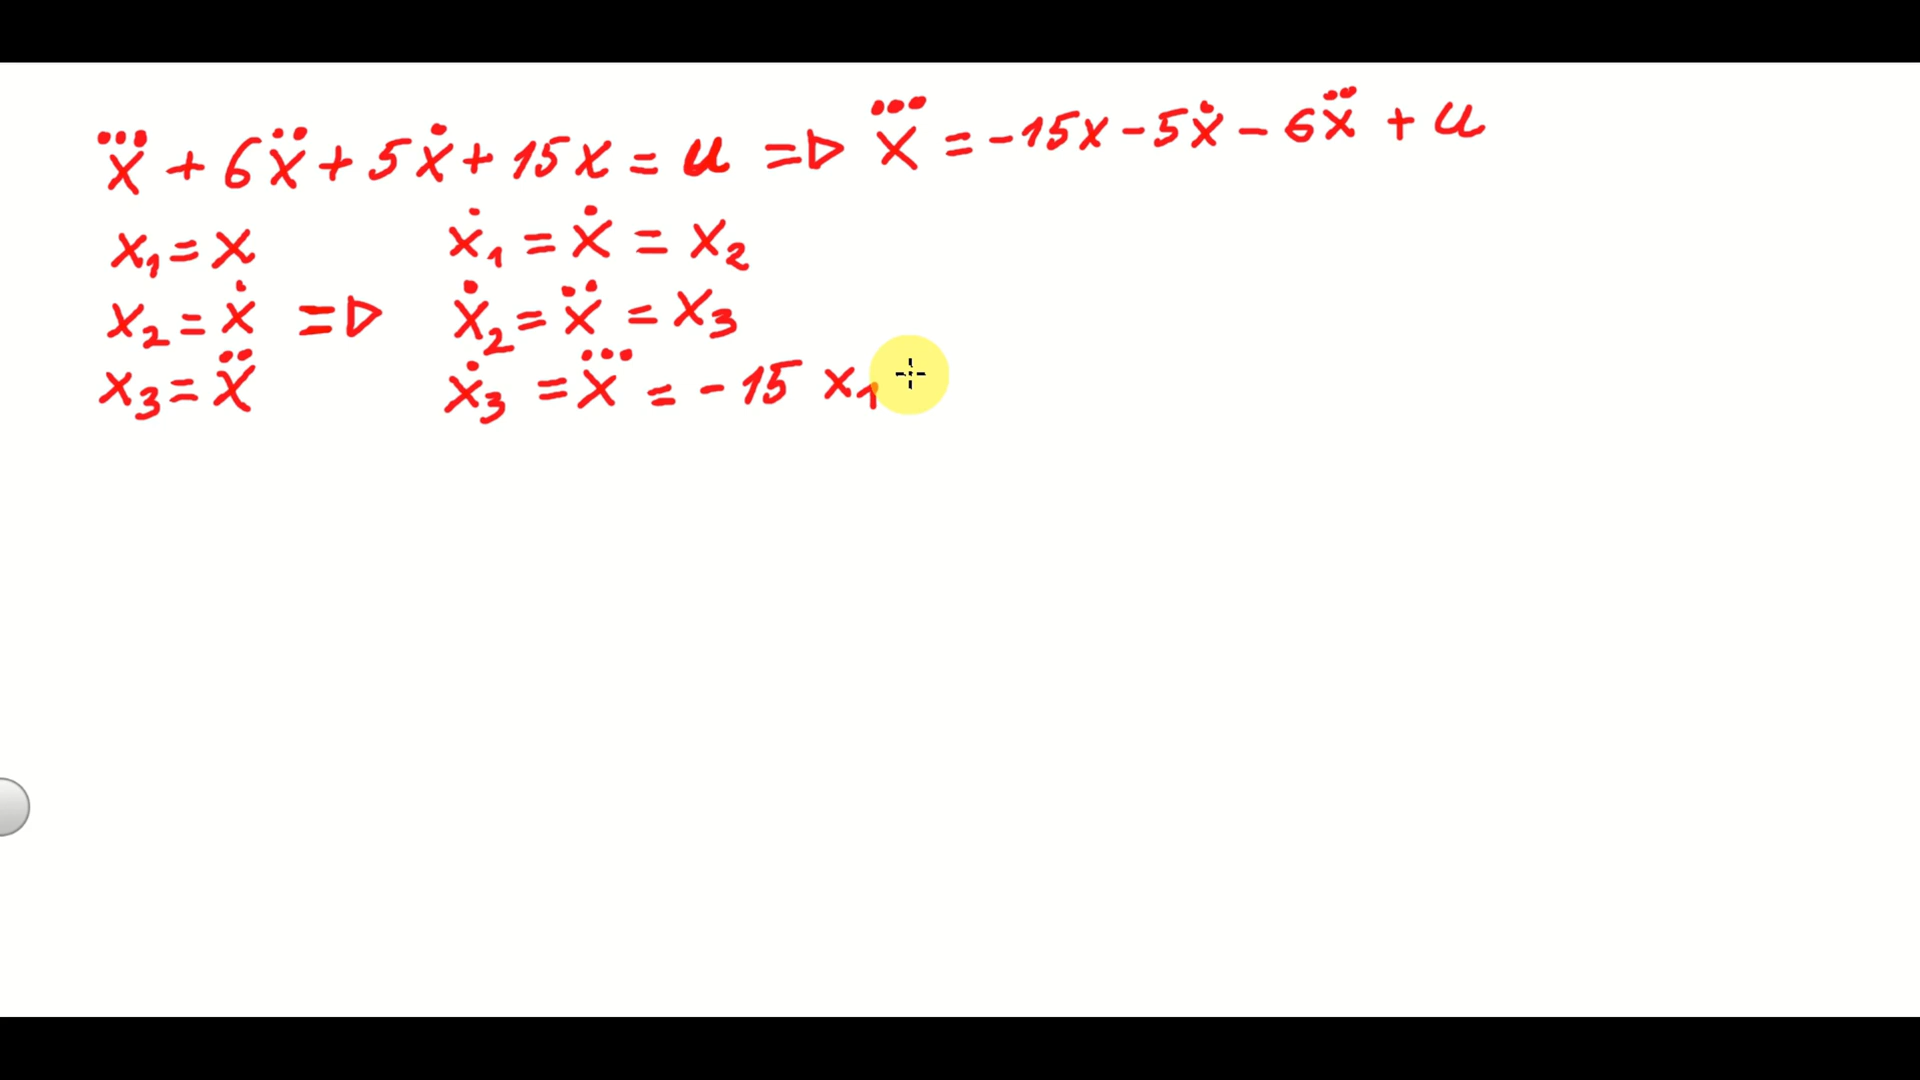 x⃛ + 6ẍ + 5ẋ + 15x = u => x⃛ = -15x - 5ẋ - 6ẍ + u
x₁ = x ẋ₁ = ẋ = x₂
x₂ = ẋ => ẋ₂ = ẍ = x₃
x₃ = ẍ ẋ₃ = x⃛ = -15 x₁